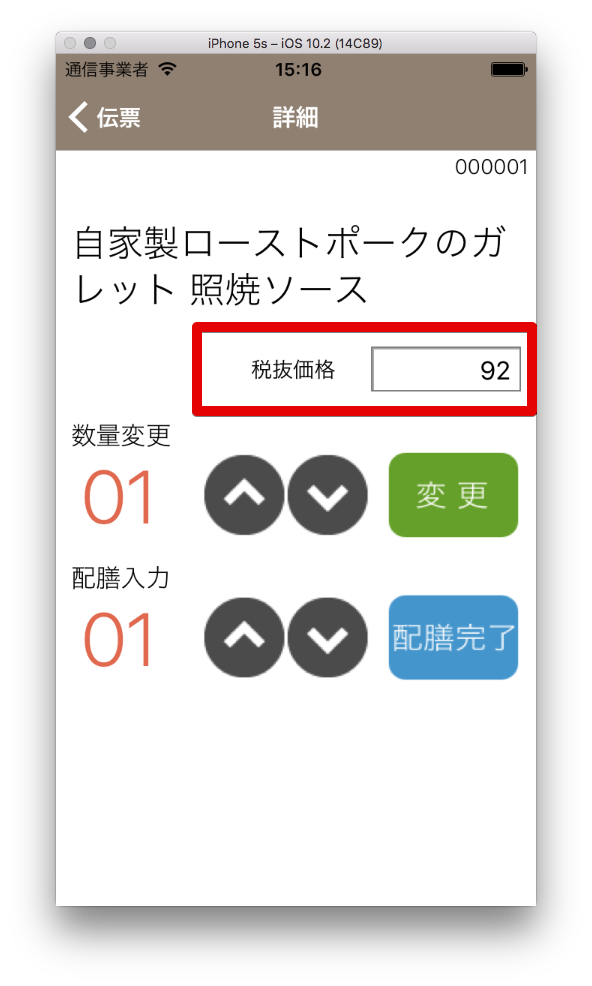 iPhone 5s – iOS 10.2 (14C89)
通信事業者 15:16
伝票 詳細
000001
自家製ローストポークのガ
レット 照焼ソース
税抜価格 92
数量変更
01 変 更
配膳入力
01 配膳完了